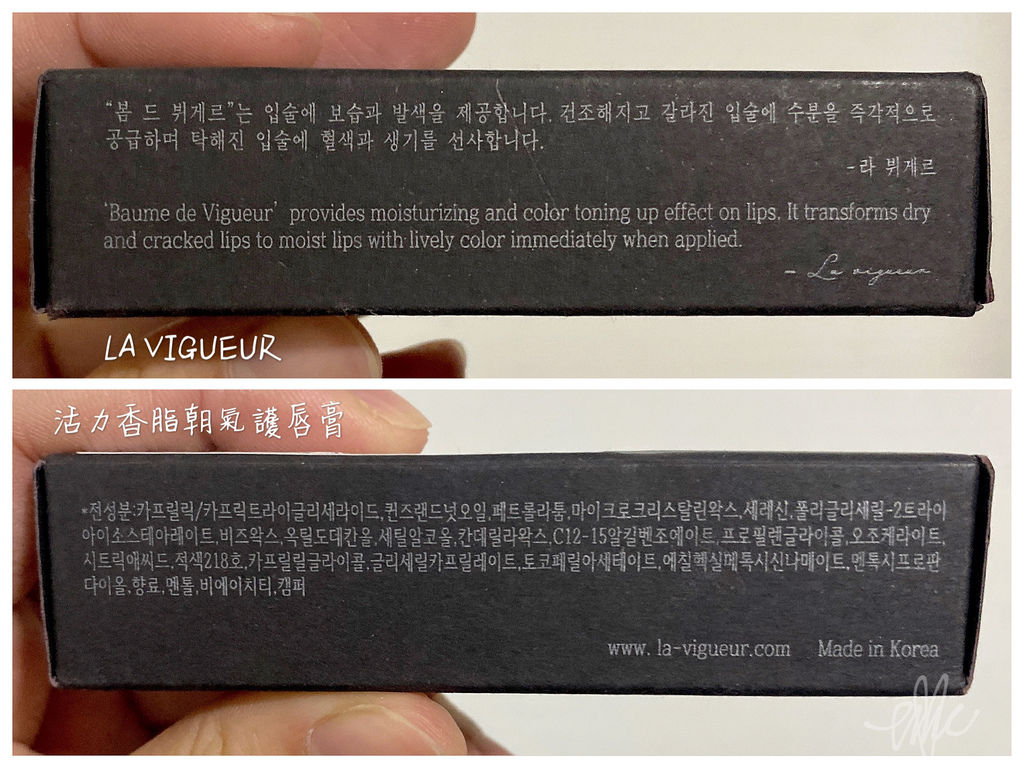 “봄 드 뷔게르”는 입술에 보습과 발색을 제공합니다. 건조해지고 갈라진 입술에 수분을 즉각적으로
공급하며 탁해진 입술에 혈색과 생기를 선사합니다.
-라 뷔게르
‘Baume de Vigueur’ provides moisturizing and color toning up effect on lips. It transforms dry
and cracked lips to moist lips with lively color immediately when applied.
- La vigueur
LA VIGUEUR
活力香脂朝氣護唇膏
*전성분:카프릴릭/카프릭트라이글리세라이드,퀸즈랜드넛오일,페트롤라툼,마이크로크리스탈린왁스,세레신,폴리글리세릴-2트라이
아이소스테아레이트,비즈왁스,옥틸도데칸올,세틸알코올,칸데릴라왁스,C12-15알킬벤조에이트,프로필렌글라이콜,오조케라이트,
시트릭애씨드,적색218호,카프릴릴글라이콜,글리세릴카프릴레이트,토코페릴아세테이트,에칠헥실메톡시신나메이트,멘톡시프로판
다이올,향료,멘톨,비에이치티,캠퍼
www. la-vigueur.com Made in Korea